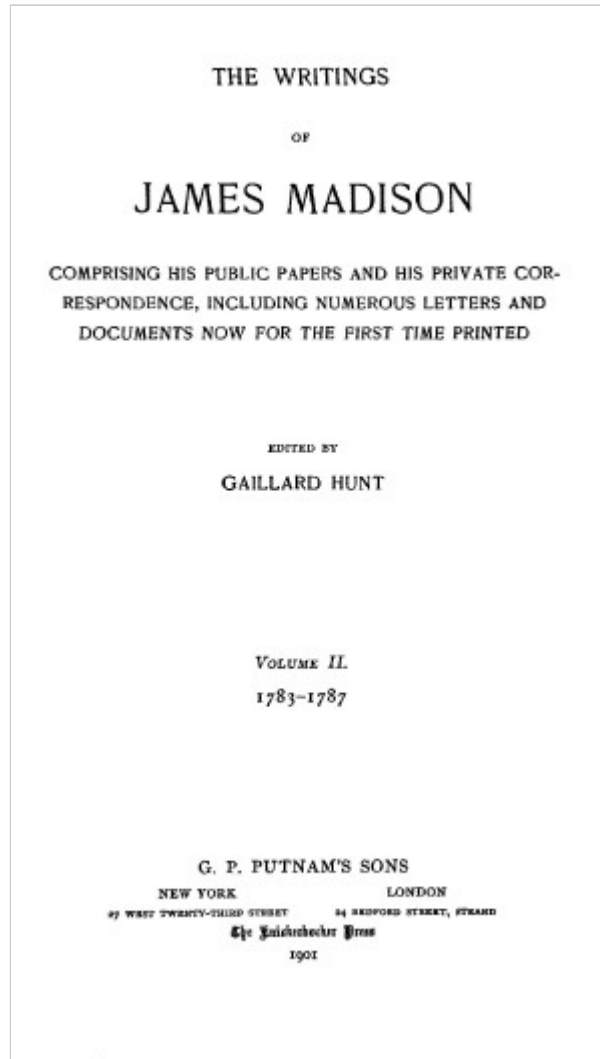 THE WRITINGS
OF
JAMES MADISON
COMPRISING HIS PUBLIC PAPERS AND HIS PRIVATE COR-
RESPONDENCE, INCLUDING NUMEROUS LETTERS AND
DOCUMENTS NOW FOR THE FIRST TIME PRINTED
EDITED BY
GAILLARD HUNT
VOLUME II.
1783–1787
G. P. PUTNAM'S SONS
NEW YORK LONDON
27 WEST TWENTY-THIRD STREET 24 BEDFORD STREET, STRAND
The Knickerbocker Press
1901